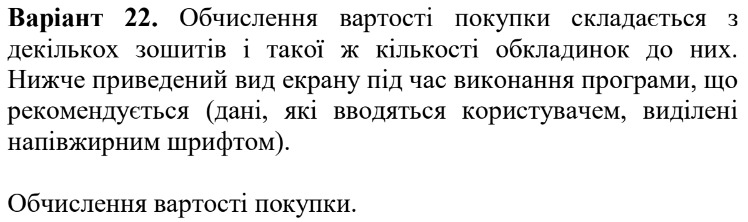 Варіант 22. Обчислення вартості покупки складається з
декількох зошитів і такої ж кількості обкладинок до них.
Нижче приведений вид екрану під час виконання програми, що
рекомендується (дані, які вводяться користувачем, виділені
напівжирним шрифтом).
Обчислення вартості покупки.